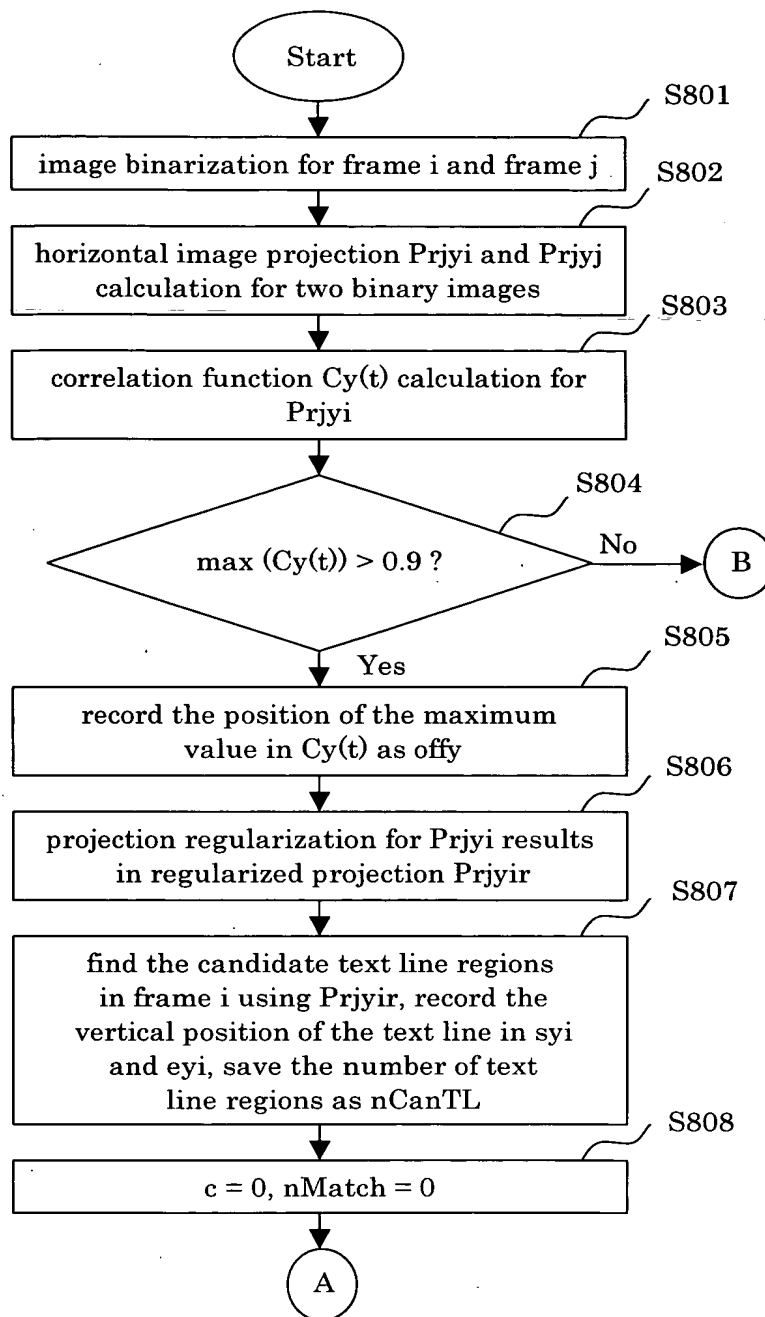 Start
S801
image binarization for frame i and frame j
S802
horizontal image projection Prjyi and Prjyj
calculation for two binary images
S803
correlation function Cy(t) calculation for
Prjyi
S804
max (Cy(t)) > 0.9 ?
No
B
Yes
S805
record the position of the maximum
value in Cy(t) as offy
S806
projection regularization for Prjyi results
in regularized projection Prjyir
S807
find the candidate text line regions
in frame i using Prjyir, record the
vertical position of the text line in syi
and eyi, save the number of text
line regions as nCanTL
S808
c = 0, nMatch = 0
A